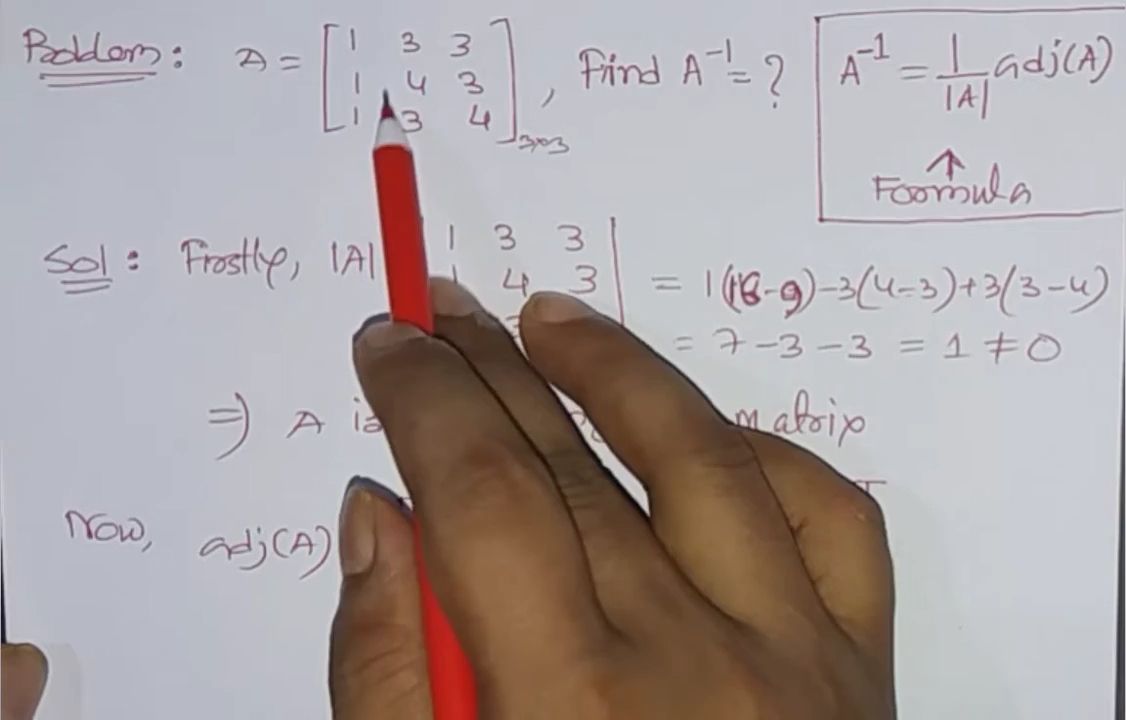 Problem: A = [1 3 3
1 4 3
1 3 4]3×3, Find A⁻¹ = ?
A⁻¹ = 1/|A| adj(A)
↑
Formula
Sol: Firstly, |A| 1 3 3 | = 1(16-9)-3(4-3)+3(3-4)
1 4 3
= 7-3-3 = 1 ≠ 0
⇒ A is matrix
Now, adj(A) T